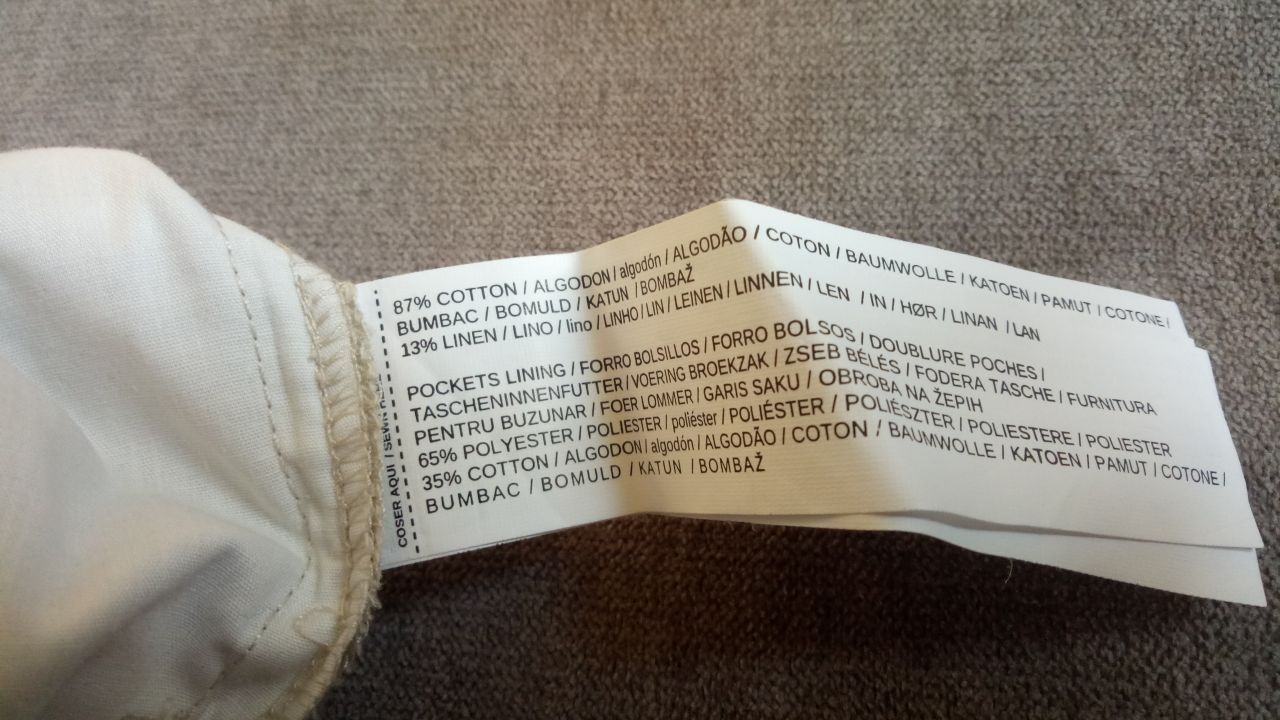 87% COTTON / ALGODON / algodón / ALGODÃO / COTON / BAUMWOLLE / KATOEN / PAMUT / COTONE /
BUMBAC / BOMULD / KATUN / BOMBAŽ
13% LINEN / LINO / lino / LINHO / LIN / LEINEN / LINNEN / LEN / IN / HØR / LINAN / LAN
POCKETS LINING / FORRO BOLSILLOS / FORRO BOLSOS / DOUBLURE POCHES /
TASCHENINNENFUTTER / VOERING BROEKZAK / ZSEB BÉLÉS / FODERA TASCHE / FURNITURA
PENTRU BUZUNAR / FOER LOMMER / GARIS SAKU / OBROBA NA ŽEPIH
65% POLYESTER / POLIESTER / poliéster / POLIÉSTER / POLIÉSZTER / POLIESTERE / POLIESTER
35% COTTON / ALGODON / algodón / ALGODÃO / COTON / BAUMWOLLE / KATOEN / PAMUT / COTONE /
BUMBAC / BOMULD / KATUN / BOMBAŽ
COSER AQUI / SEWN